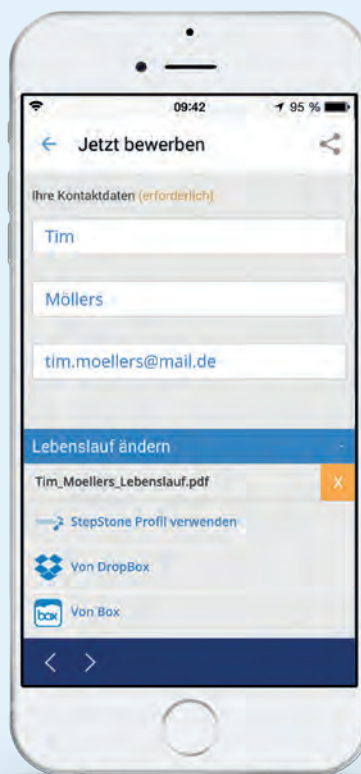 09:42 95 %
Jetzt bewerben
Ihre Kontaktdaten (erforderlich)
Tim
Möllers
tim.moellers@mail.de
Lebenslauf ändern -
Tim_Moellers_Lebenslauf.pdf X
StepStone Profil verwenden
Von DropBox
box Von Box